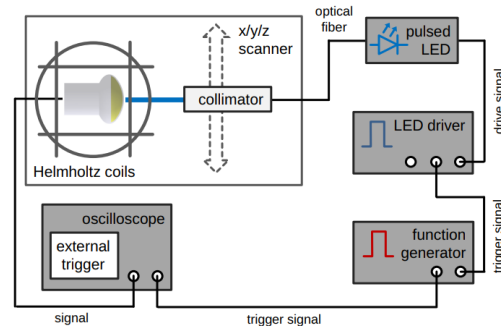 optical
fiber
x/y/z
scanner
pulsed
LED
collimator
drive signal
LED driver
Helmholtz coils
oscilloscope
external
trigger
function
generator
trigger signal
signal
trigger signal